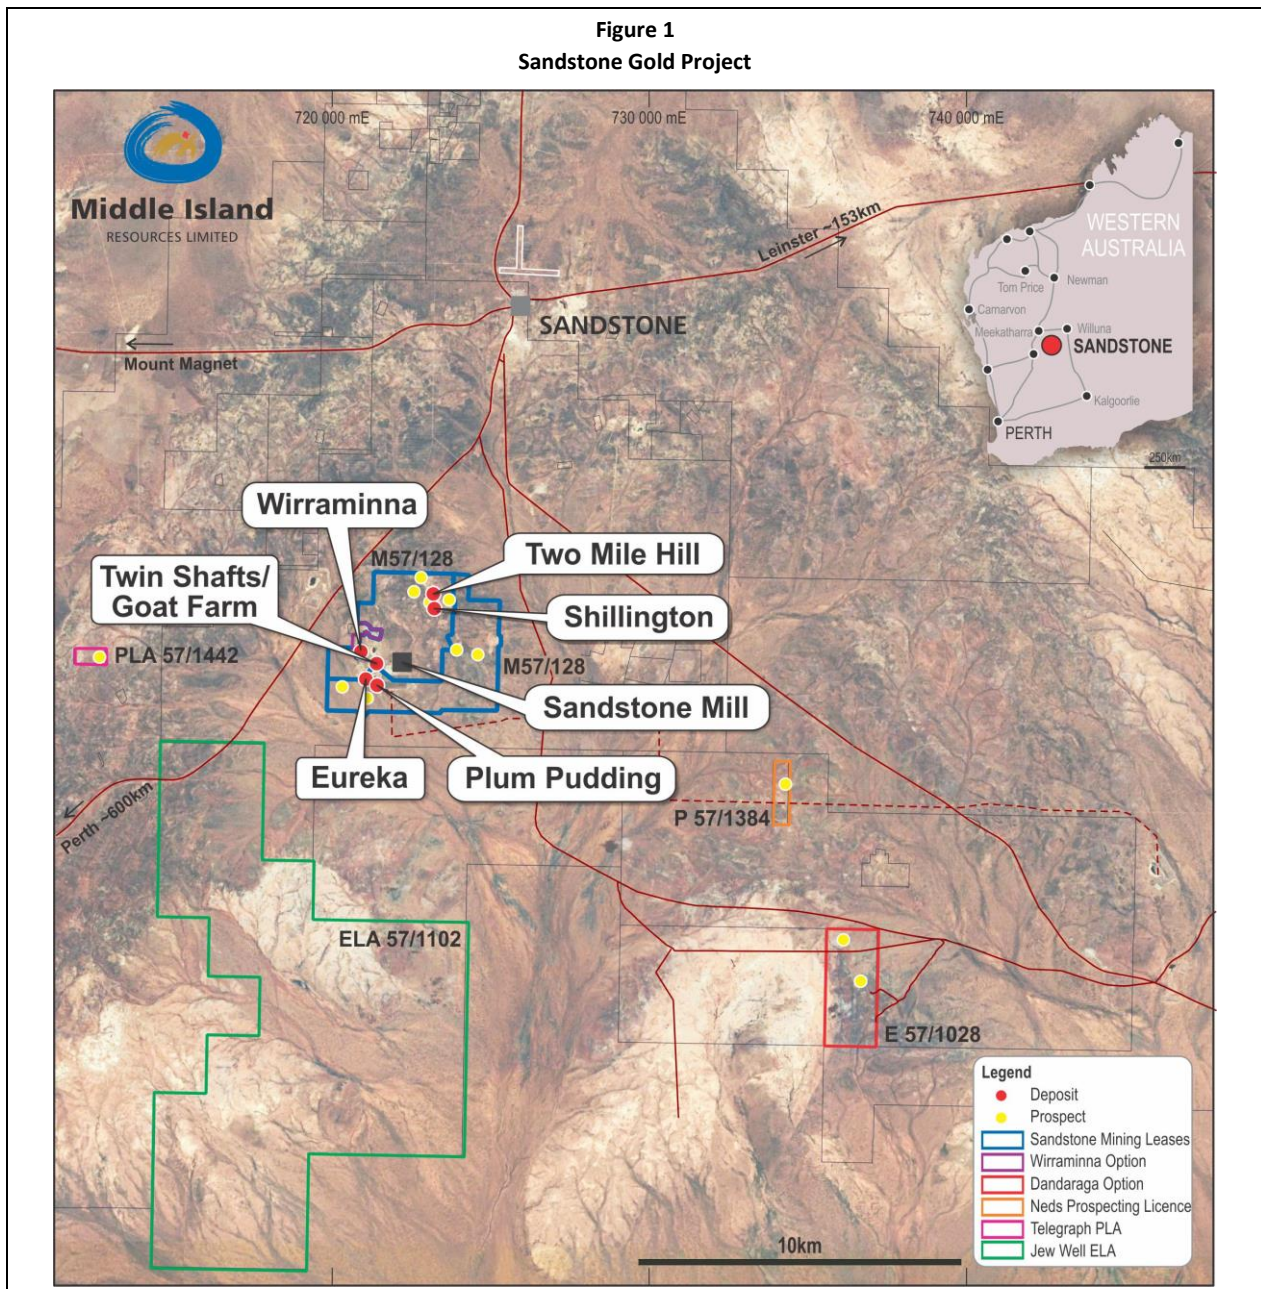 Figure 1
Sandstone Gold Project
720 000 mE
730 000 mE
740 000 mE
Middle Island
RESOURCES LIMITED
Leinster ~153km
WESTERN
AUSTRALIA
Newman
Tom Price
Carnarvon
Meekatharra
Willuna
SANDSTONE
Kalgoorlie
PERTH
250km
SANDSTONE
Mount Magnet
Wirraminna
M57/128
Two Mile Hill
Twin Shafts/
Goat Farm
Shillington
PLA 57/1442
M57/128
Sandstone Mill
Eureka
Plum Pudding
Perth ~600km
P 57/1384
ELA 57/1102
E 57/1028
Legend
Deposit
Prospect
Sandstone Mining Leases
Wirraminna Option
Dandaraga Option
Neds Prospecting Licence
Telegraph PLA
Jew Well ELA
10km